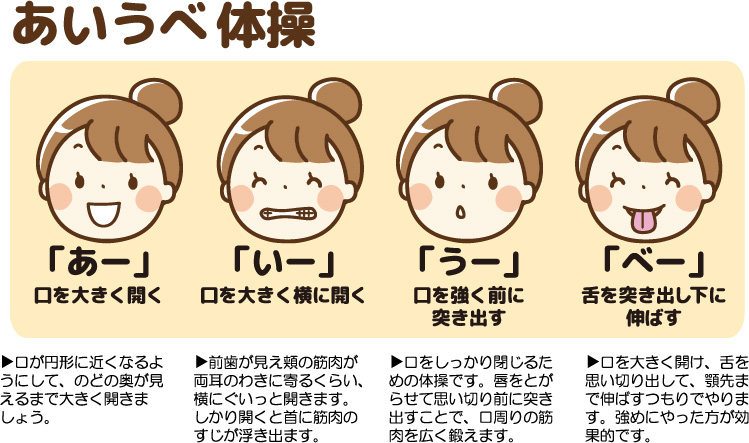 あいうべ体操
「あー」
口を大きく開く
「いー」
口を大きく横に開く
「うー」
口を強く前に
突き出す
「べー」
舌を突き出し下に
伸ばす
▶口が円形に近くなるよ
うにして、のどの奥が見
えるまで大きく開きま
しょう。
▶前歯が見え頬の筋肉が
両耳のわきに寄るくらい、
横にぐいっと開きます。
しかり開くと首に筋肉の
すじが浮き出ます。
▶口をしっかり閉じるた
めの体操です。唇をとが
らせて思い切り前に突き
出すことで、口周りの筋
肉を広く鍛えます。
▶口を大きく開け、舌を
思い切り出して、顎先ま
で伸ばすつもりでやりま
す。強めにやった方が効
果的です。